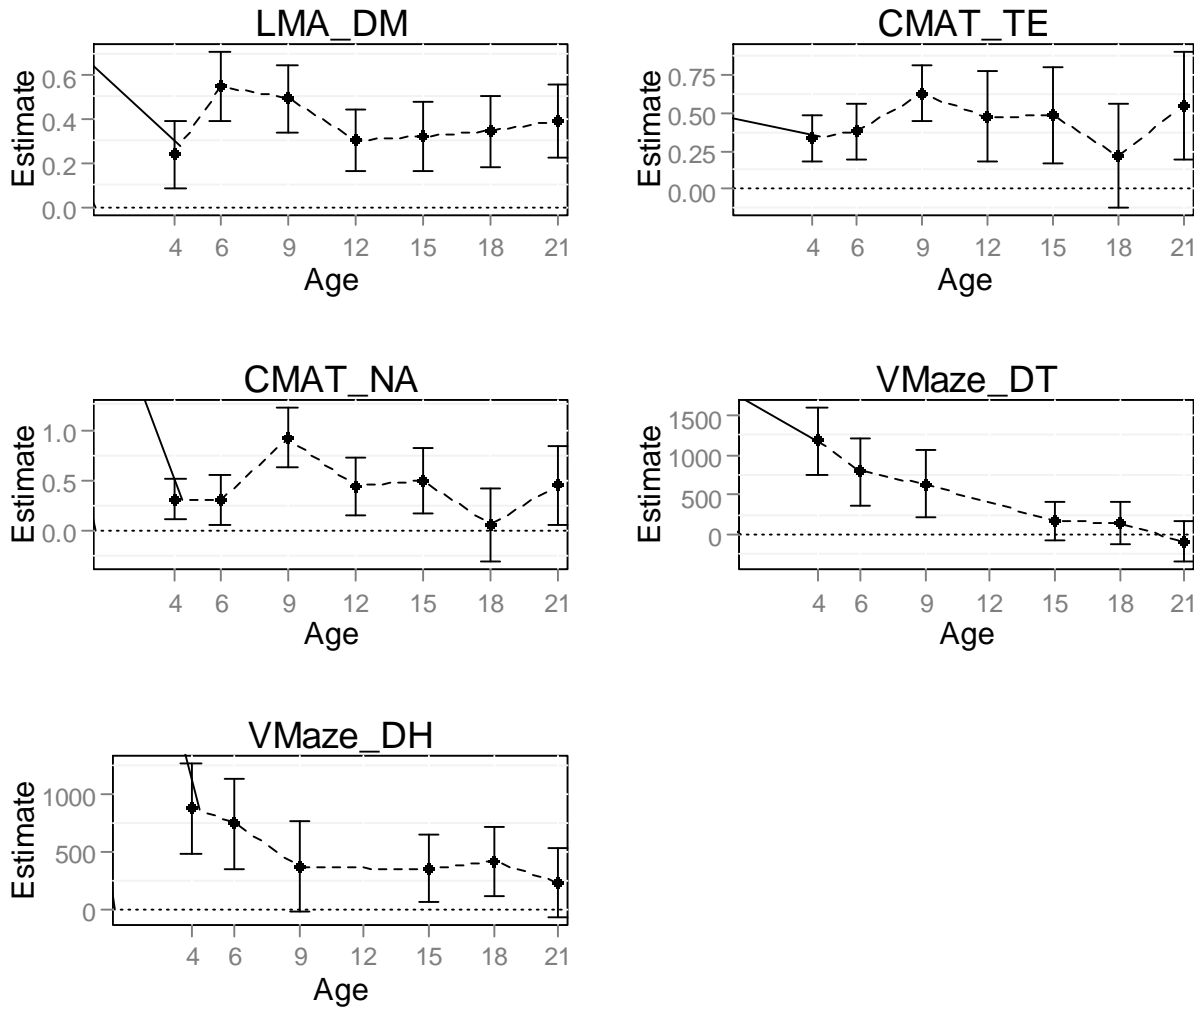 LMA_DM
Estimate
0.6
0.4
0.2
0.0
4 6 9 12 15 18 21
Age
CMAT_TE
Estimate
0.75
0.50
0.25
0.00
4 6 9 12 15 18 21
Age
CMAT_NA
Estimate
1.0
0.5
0.0
4 6 9 12 15 18 21
Age
VMaze_DT
Estimate
1500
1000
500
0
4 6 9 12 15 18 21
Age
VMaze_DH
Estimate
1000
500
0
4 6 9 12 15 18 21
Age